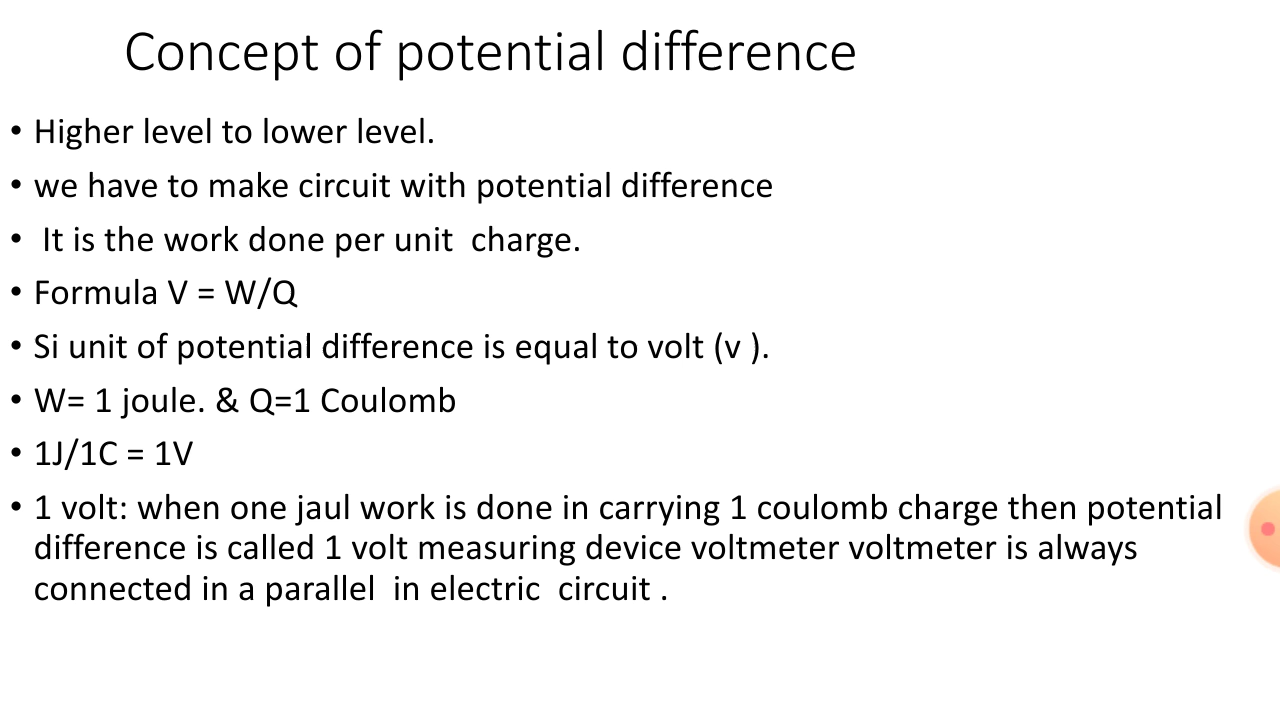 Concept of potential difference
• Higher level to lower level.
• we have to make circuit with potential difference
• It is the work done per unit  charge.
• Formula V = W/Q
• Si unit of potential difference is equal to volt (v ).
• W= 1 joule. & Q=1 Coulomb
• 1J/1C = 1V
• 1 volt: when one jaul work is done in carrying 1 coulomb charge then potential
difference is called 1 volt measuring device voltmeter voltmeter is always
connected in a parallel  in electric  circuit .